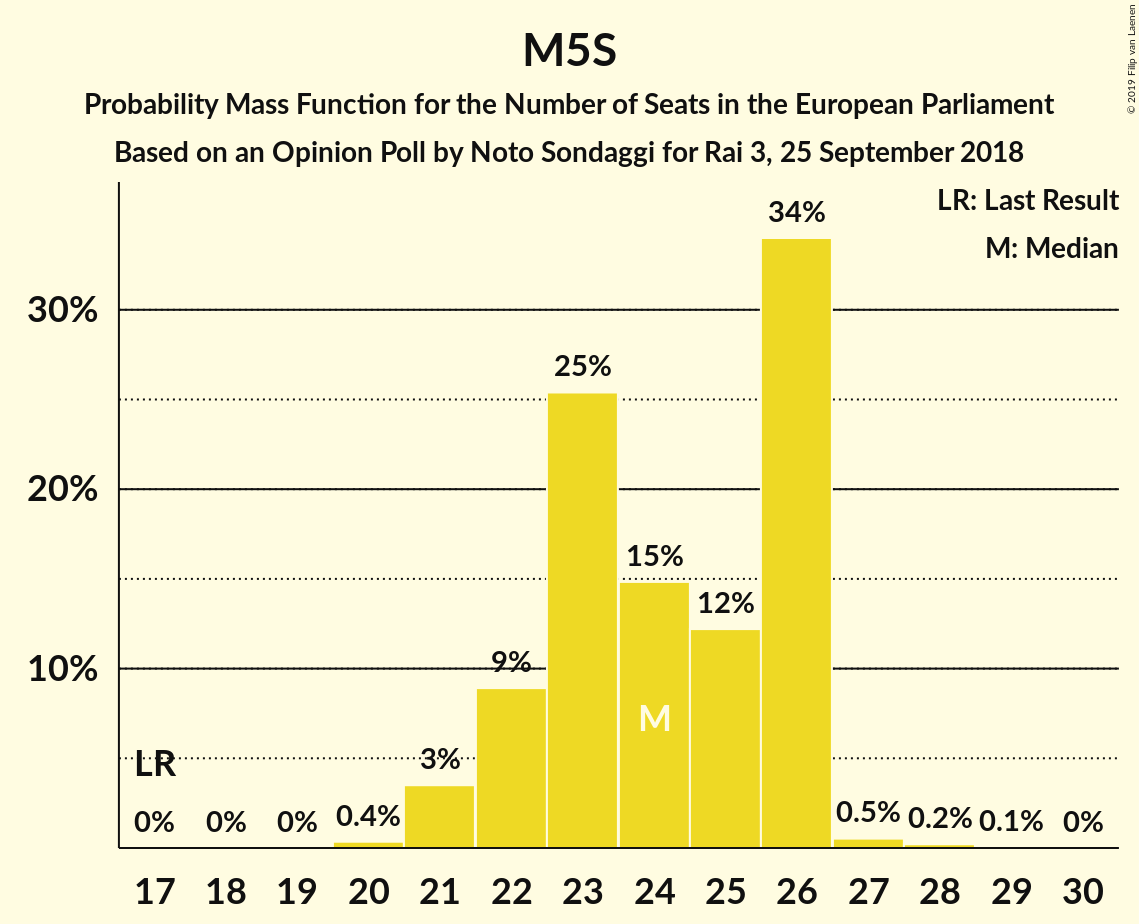 M5S
Probability Mass Function for the Number of Seats in the European Parliament
Based on an Opinion Poll by Noto Sondaggi for Rai 3, 25 September 2018
© 2019 Filip van Laenen
LR: Last Result
M: Median
30%
20%
10%
LR
0%
0%
0%
0.4%
3%
9%
25%
15%
M
12%
34%
0.5%
0.2%
0.1%
0%
17 18 19 20 21 22 23 24 25 26 27 28 29 30